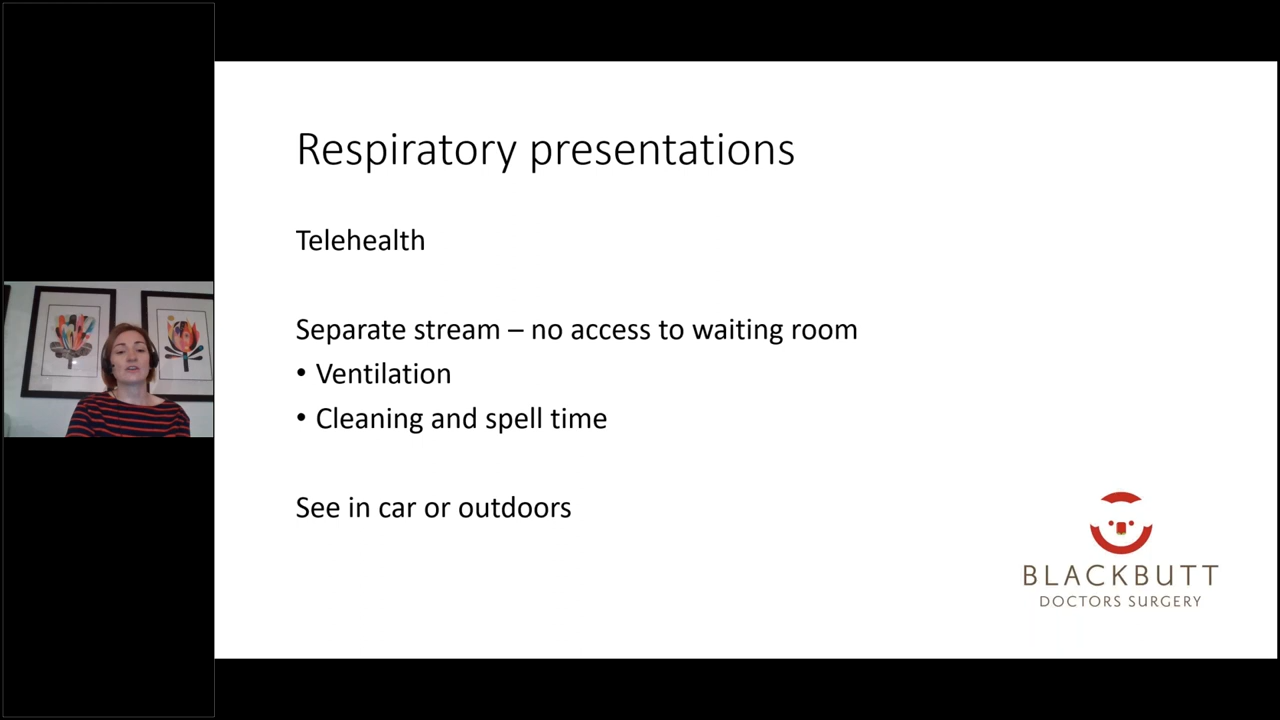 Respiratory presentations
Telehealth
Separate stream – no access to waiting room
• Ventilation
• Cleaning and spell time
See in car or outdoors
BLACKBUTT
DOCTORS SURGERY